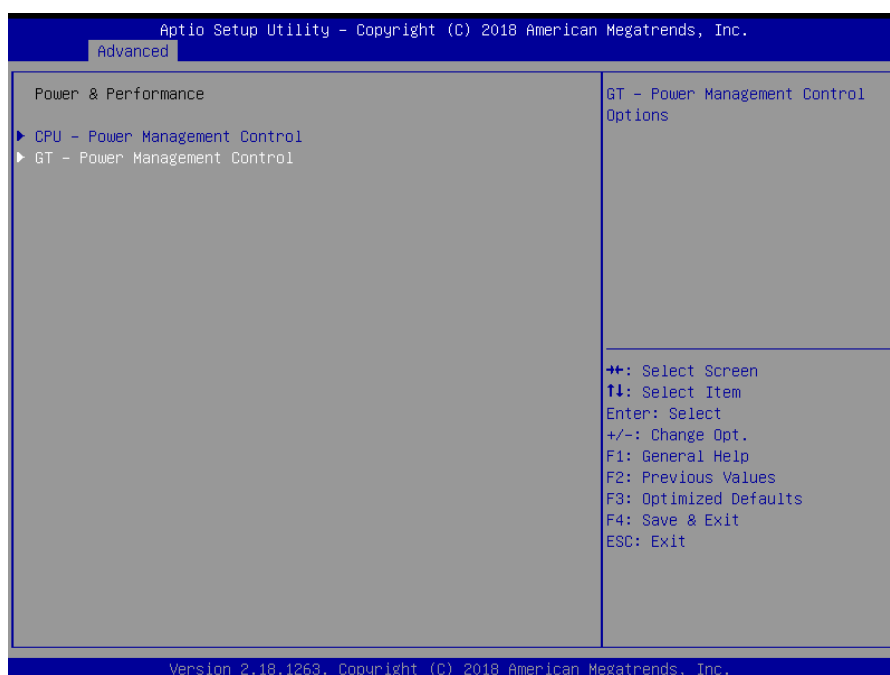 Aptio Setup Utility – Copyright (C) 2018 American Megatrends, Inc.
Advanced
Power & Performance
CPU – Power Management Control
GT – Power Management Control
GT – Power Management Control
Options
→←: Select Screen
↑↓: Select Item
Enter: Select
+/-: Change Opt.
F1: General Help
F2: Previous Values
F3: Optimized Defaults
F4: Save & Exit
ESC: Exit
Version 2.18.1263. Copyright (C) 2018 American Megatrends, Inc.